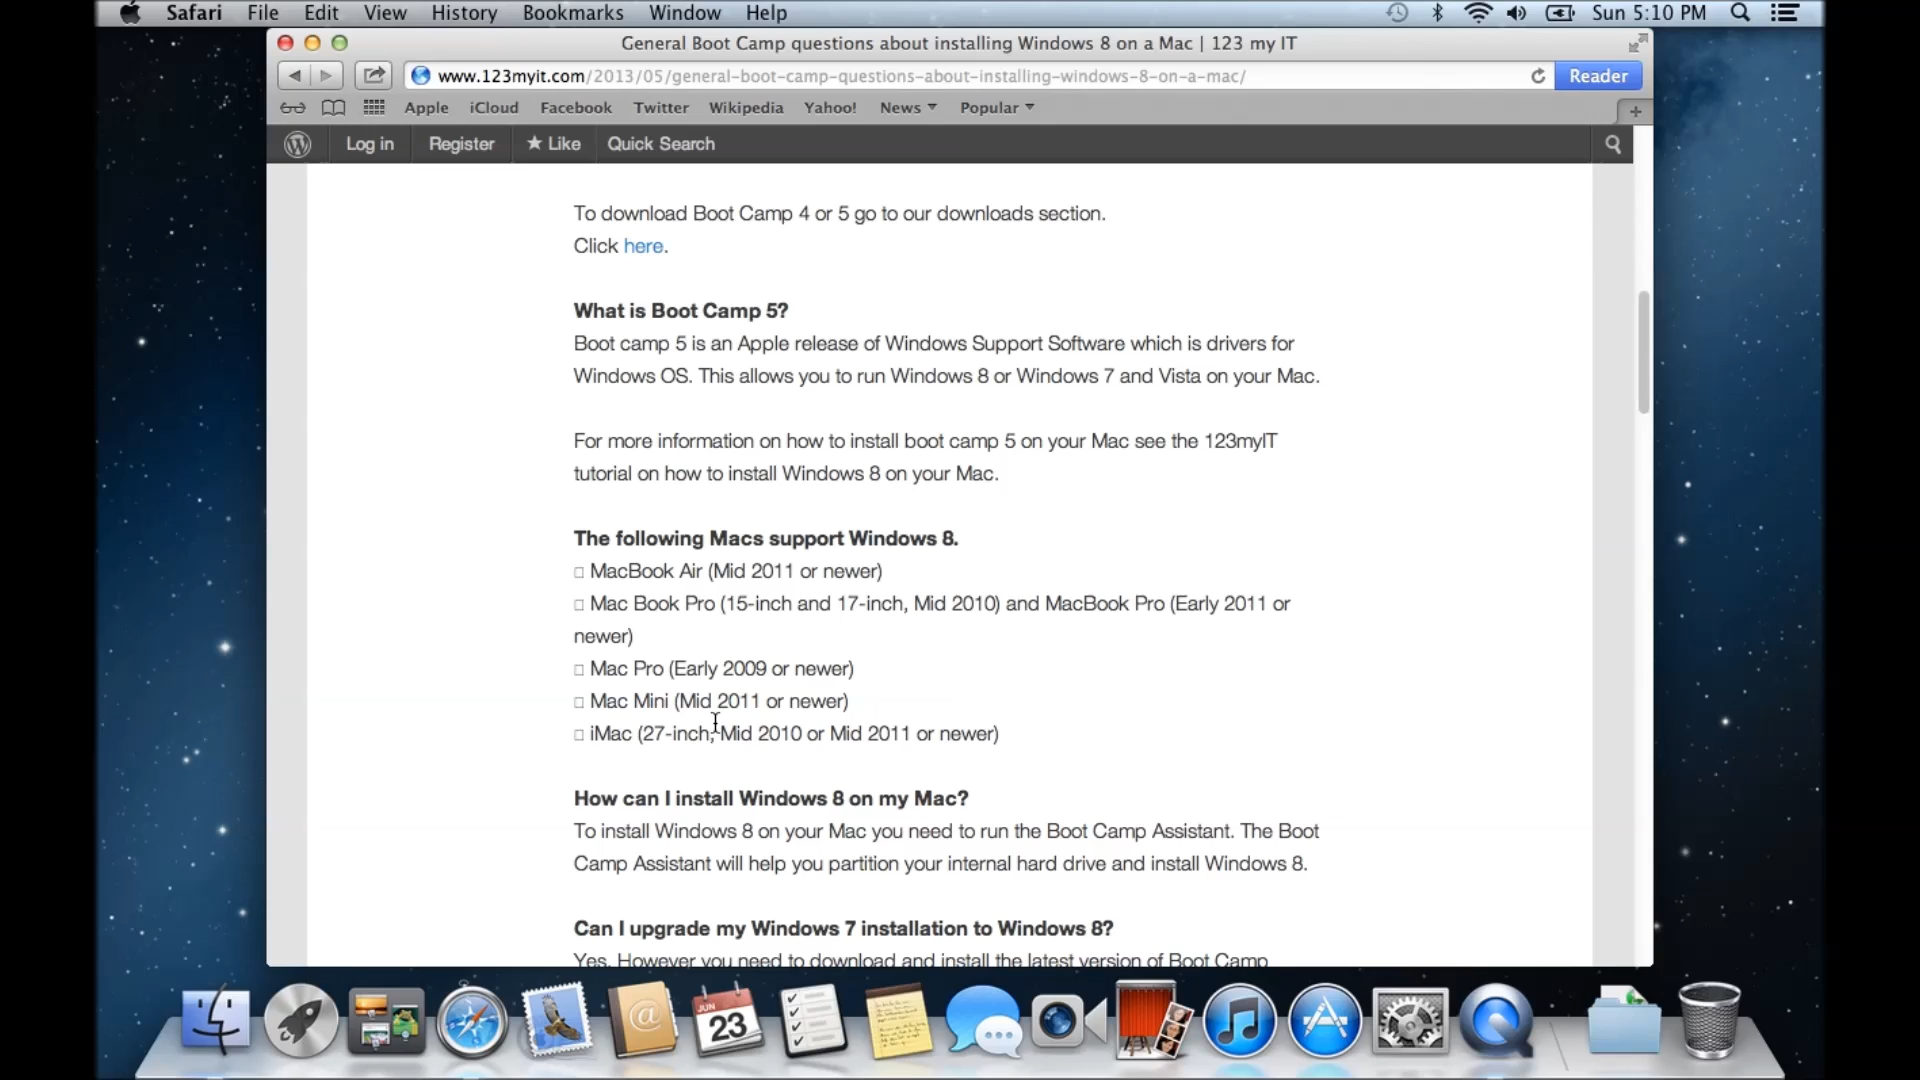 Safari File Edit View History Bookmarks Window Help Sun 5:10 PM
General Boot Camp questions about installing Windows 8 on a Mac | 123 my IT
www.123myit.com/2013/05/general-boot-camp-questions-about-installing-windows-8-on-a-mac/ Reader
Apple iCloud Facebook Twitter Wikipedia Yahoo! News Popular
Log in Register Like Quick Search
To download Boot Camp 4 or 5 go to our downloads section.
Click here.
What is Boot Camp 5?
Boot camp 5 is an Apple release of Windows Support Software which is drivers for
Windows OS. This allows you to run Windows 8 or Windows 7 and Vista on your Mac.
For more information on how to install boot camp 5 on your Mac see the 123myIT
tutorial on how to install Windows 8 on your Mac.
The following Macs support Windows 8.
MacBook Air (Mid 2011 or newer)
Mac Book Pro (15-inch and 17-inch, Mid 2010) and MacBook Pro (Early 2011 or
newer)
Mac Pro (Early 2009 or newer)
Mac Mini (Mid 2011 or newer)
iMac (27-inch, Mid 2010 or Mid 2011 or newer)
How can I install Windows 8 on my Mac?
To install Windows 8 on your Mac you need to run the Boot Camp Assistant. The Boot
Camp Assistant will help you partition your internal hard drive and install Windows 8.
Can I upgrade my Windows 7 installation to Windows 8?
Yes. However you need to download and install the latest version of Boot Camp
JUN
23